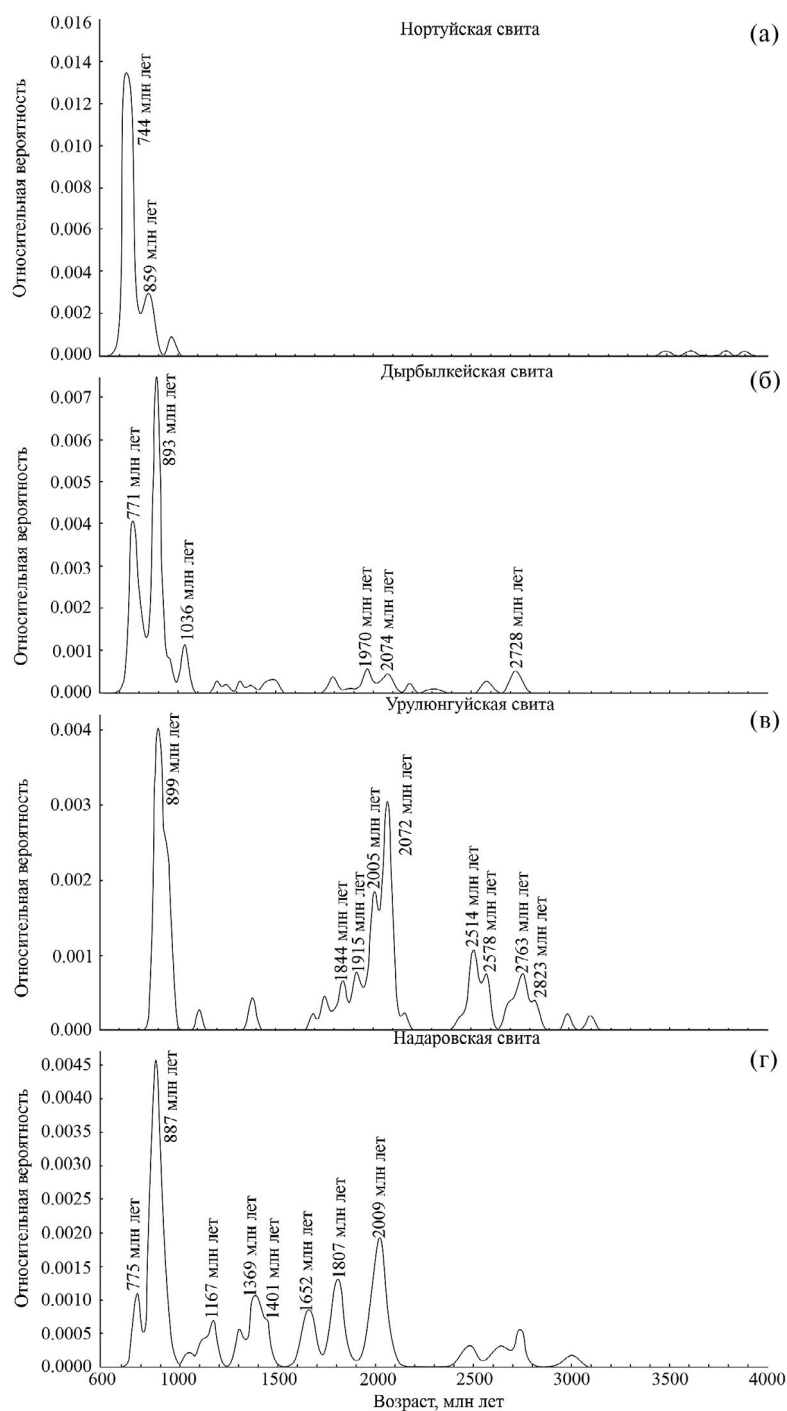 Нортуйская свита
(а)
Относительная вероятность
0.016
0.014
0.012
0.010
0.008
0.006
0.004
0.002
0.000
744 млн лет
859 млн лет
Дырбылкейская свита
(б)
Относительная вероятность
0.007
0.006
0.005
0.004
0.003
0.002
0.001
0.000
771 млн лет
893 млн лет
1036 млн лет
1970 млн лет
2074 млн лет
2728 млн лет
Урулюнгуйская свита
(в)
Относительная вероятность
0.004
0.003
0.002
0.001
0.000
899 млн лет
1844 млн лет
1915 млн лет
2005 млн лет
2072 млн лет
2514 млн лет
2578 млн лет
2763 млн лет
2823 млн лет
Надаровская свита
(г)
Относительная вероятность
0.0045
0.0040
0.0035
0.0030
0.0025
0.0020
0.0015
0.0010
0.0005
0.0000
775 млн лет
887 млн лет
1167 млн лет
1369 млн лет
1401 млн лет
1652 млн лет
1807 млн лет
2009 млн лет
600 1000 1500 2000 2500 3000 3500 4000
Возраст, млн лет